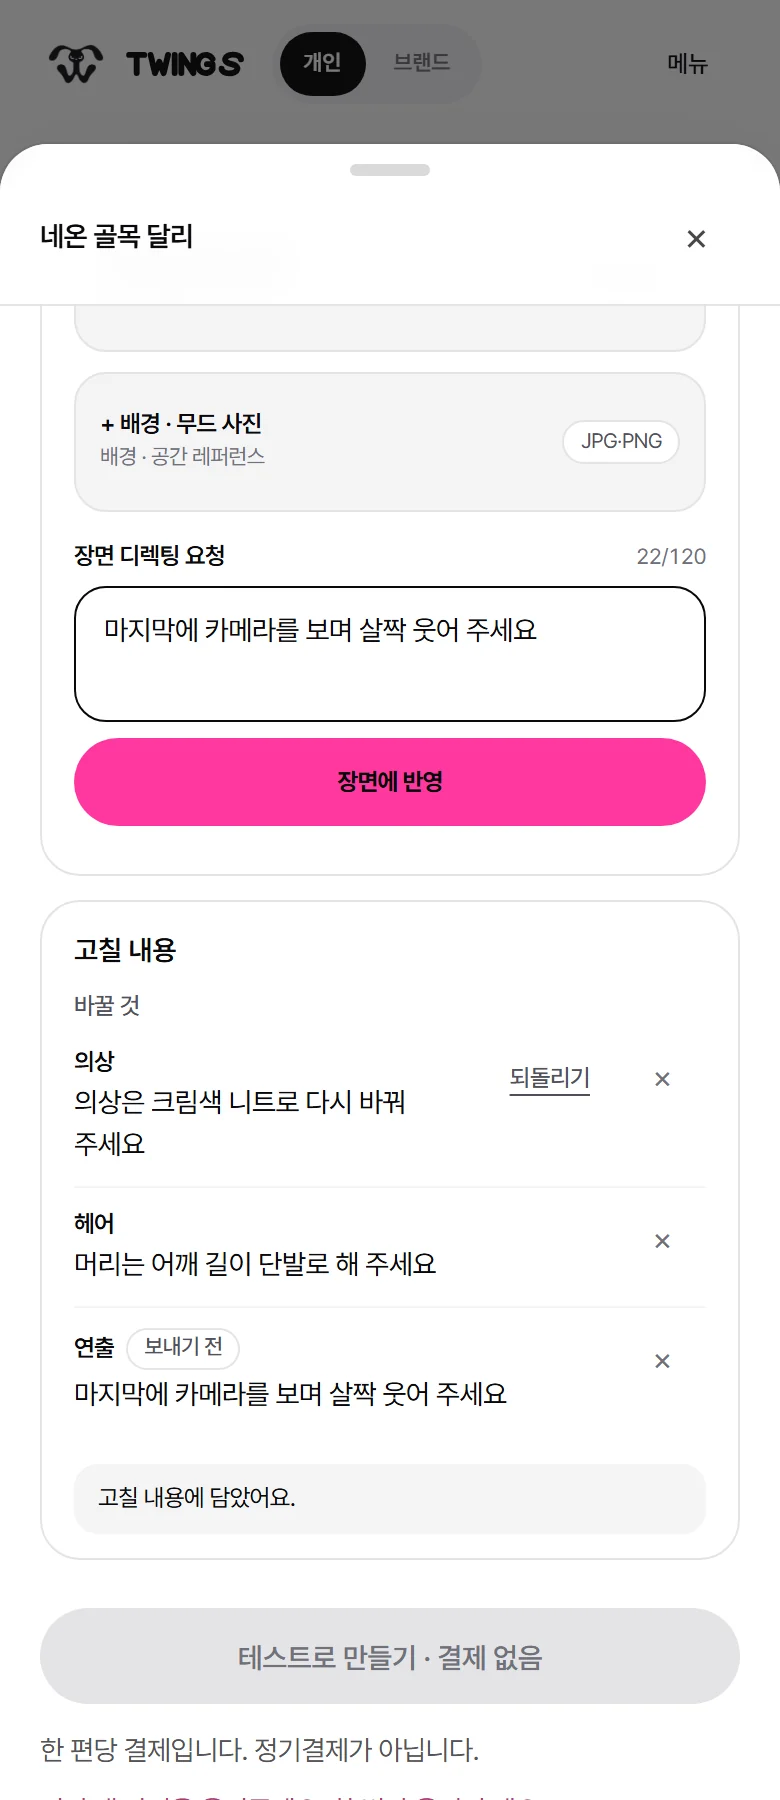 TWINGS
개인
브랜드
메뉴
네온 골목 달리
+ 배경 · 무드 사진
배경 · 공간 레퍼런스
JPG·PNG
장면 디렉팅 요청
22/120
마지막에 카메라를 보며 살짝 웃어 주세요
장면에 반영
고칠 내용
바꿀 것
의상
의상은 크림색 니트로 다시 바꿔
주세요
되돌리기
헤어
머리는 어깨 길이 단발로 해 주세요
연출
보내기 전
마지막에 카메라를 보며 살짝 웃어 주세요
고칠 내용에 담았어요.
테스트로 만들기 · 결제 없음
한 편당 결제입니다. 정기결제가 아닙니다.